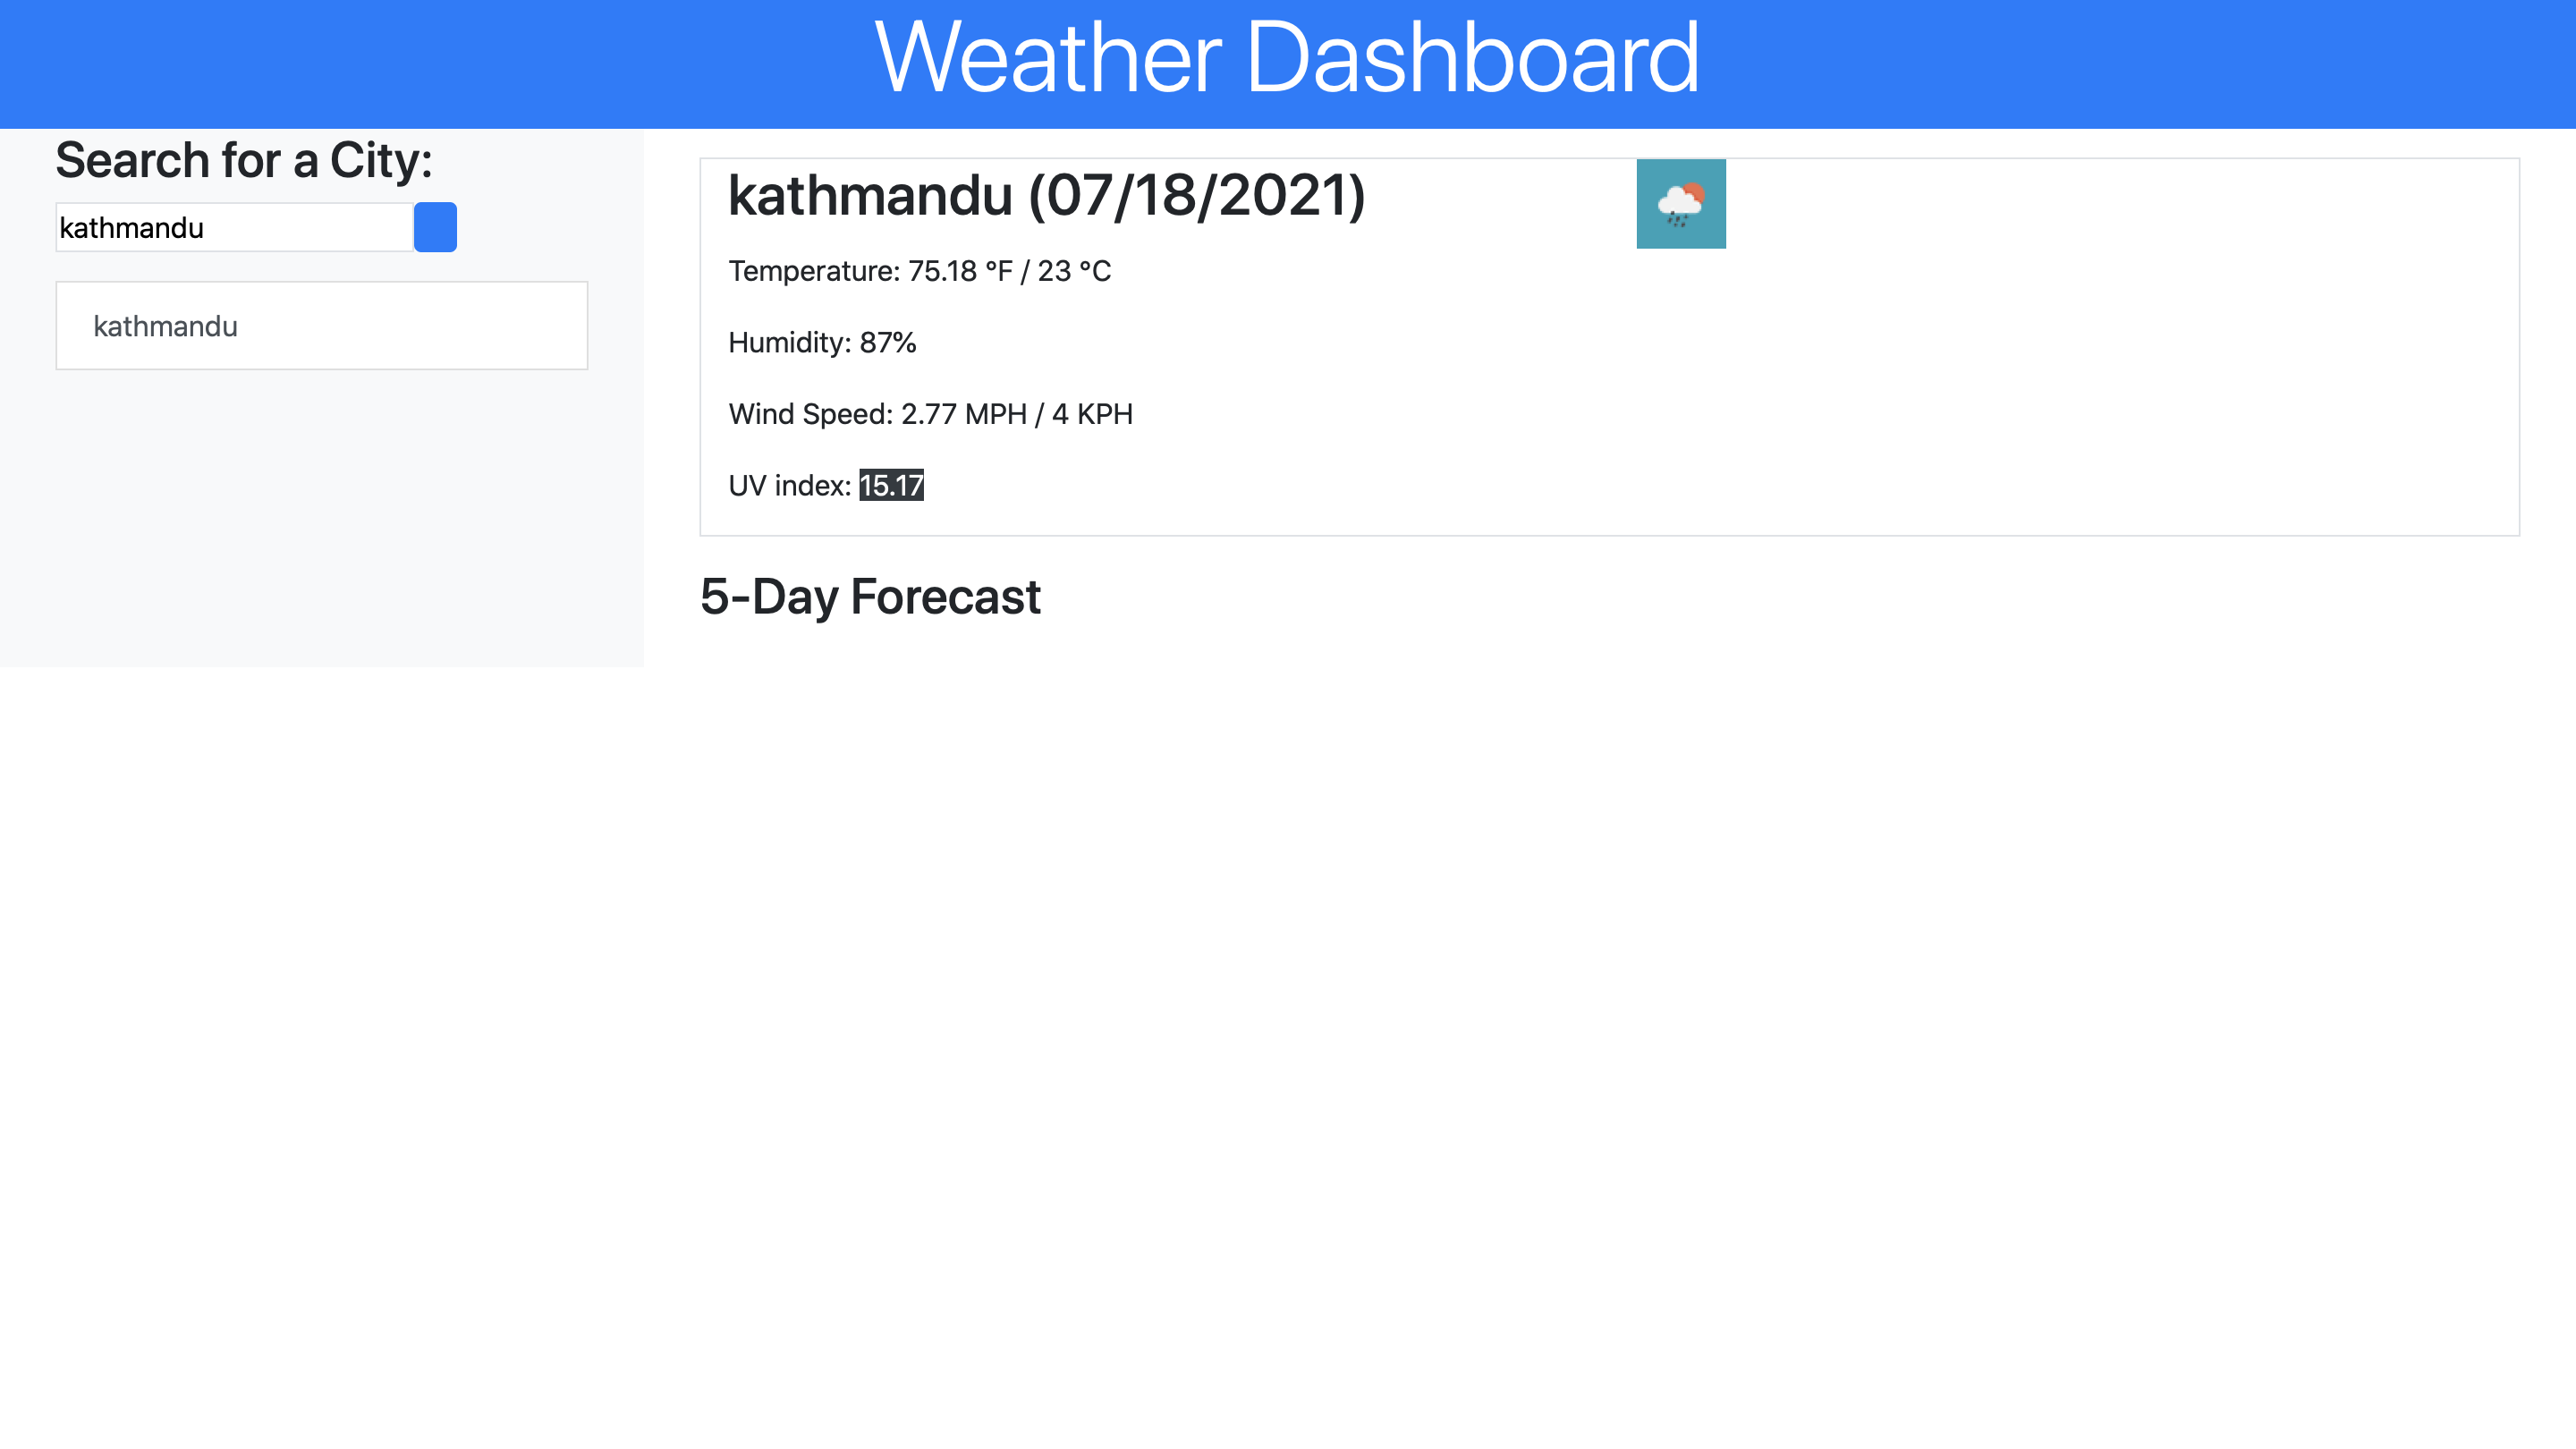 Weather Dashboard
Search for a City:
kathmandu
kathmandu
kathmandu (07/18/2021)
Temperature: 75.18 °F / 23 °C
Humidity: 87%
Wind Speed: 2.77 MPH / 4 KPH
UV index: 15.17
5-Day Forecast